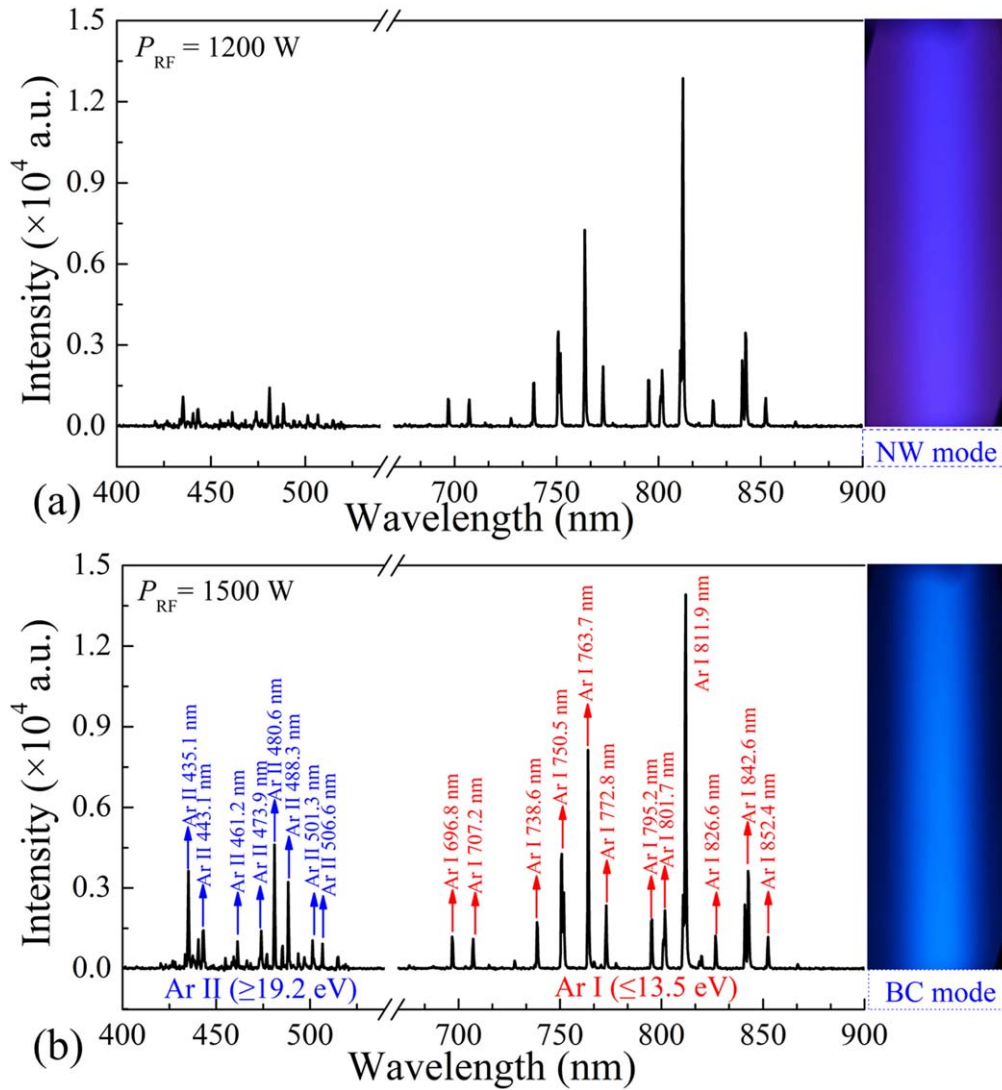 1.5
P_RF = 1200 W
1.2
0.9
0.6
0.3
0.0
Intensity (×10⁴ a.u.)
400 450 500 700 750 800 850 900
Wavelength (nm)
(a)
NW mode
1.5
P_RF = 1500 W
1.2
0.9
0.6
0.3
0.0
Intensity (×10⁴ a.u.)
Ar II 435.1 nm
Ar II 443.1 nm
Ar II 461.2 nm
Ar II 473.9 nm
Ar II 480.6 nm
Ar II 488.3 nm
Ar II 501.3 nm
Ar II 506.6 nm
Ar I 696.8 nm
Ar I 707.2 nm
Ar I 738.6 nm
Ar I 750.5 nm
Ar I 763.7 nm
Ar I 772.8 nm
Ar I 795.2 nm
Ar I 801.7 nm
Ar I 811.9 nm
Ar I 826.6 nm
Ar I 842.6 nm
Ar I 852.4 nm
Ar II (≥19.2 eV)
Ar I (≤13.5 eV)
BC mode
400 450 500 700 750 800 850 900
Wavelength (nm)
(b)